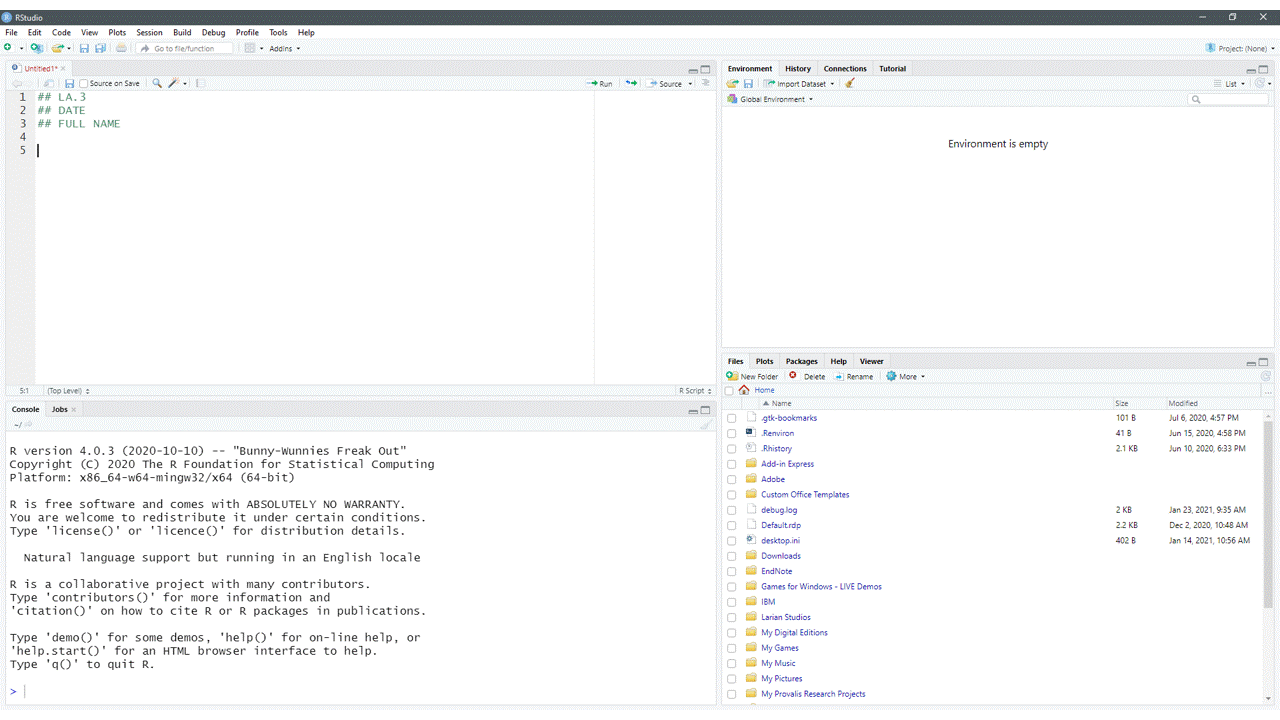 RStudio
File Edit Code View Plots Session Build Debug Profile Tools Help
Go to file/function Addins Project: (None)
Untitled1*
Source on Save Run Source
1 ## LA.3
2 ## DATE
3 ## FULL NAME
4
5
5:1 (Top Level) R Script
Console Jobs
~/
R version 4.0.3 (2020-10-10) -- "Bunny-Wunnies Freak Out"
Copyright (C) 2020 The R Foundation for Statistical Computing
Platform: x86_64-w64-mingw32/x64 (64-bit)
R is free software and comes with ABSOLUTELY NO WARRANTY.
You are welcome to redistribute it under certain conditions.
Type 'license()' or 'licence()' for distribution details.
Natural language support but running in an English locale
R is a collaborative project with many contributors.
Type 'contributors()' for more information and
'citation()' on how to cite R or R packages in publications.
Type 'demo()' for some demos, 'help()' for on-line help, or
'help.start()' for an HTML browser interface to help.
Type 'q()' to quit R.
>
Environment History Connections Tutorial
Import Dataset List
Global Environment
Environment is empty
Files Plots Packages Help Viewer
New Folder Delete Rename More
Home
Name Size Modified
.gtk-bookmarks 101 B Jul 6, 2020, 4:57 PM
.Renviron 41 B Jun 15, 2020, 4:58 PM
.Rhistory 2.1 KB Jun 10, 2020, 6:33 PM
Add-in Express
Adobe
Custom Office Templates
debug.log 2 KB Jan 23, 2021, 9:35 AM
Default.rdp 2.2 KB Dec 2, 2020, 10:48 AM
desktop.ini 402 B Jan 14, 2021, 10:56 AM
Downloads
EndNote
Games for Windows - LIVE Demos
IBM
Larian Studios
My Digital Editions
My Games
My Music
My Pictures
My Provalis Research Projects